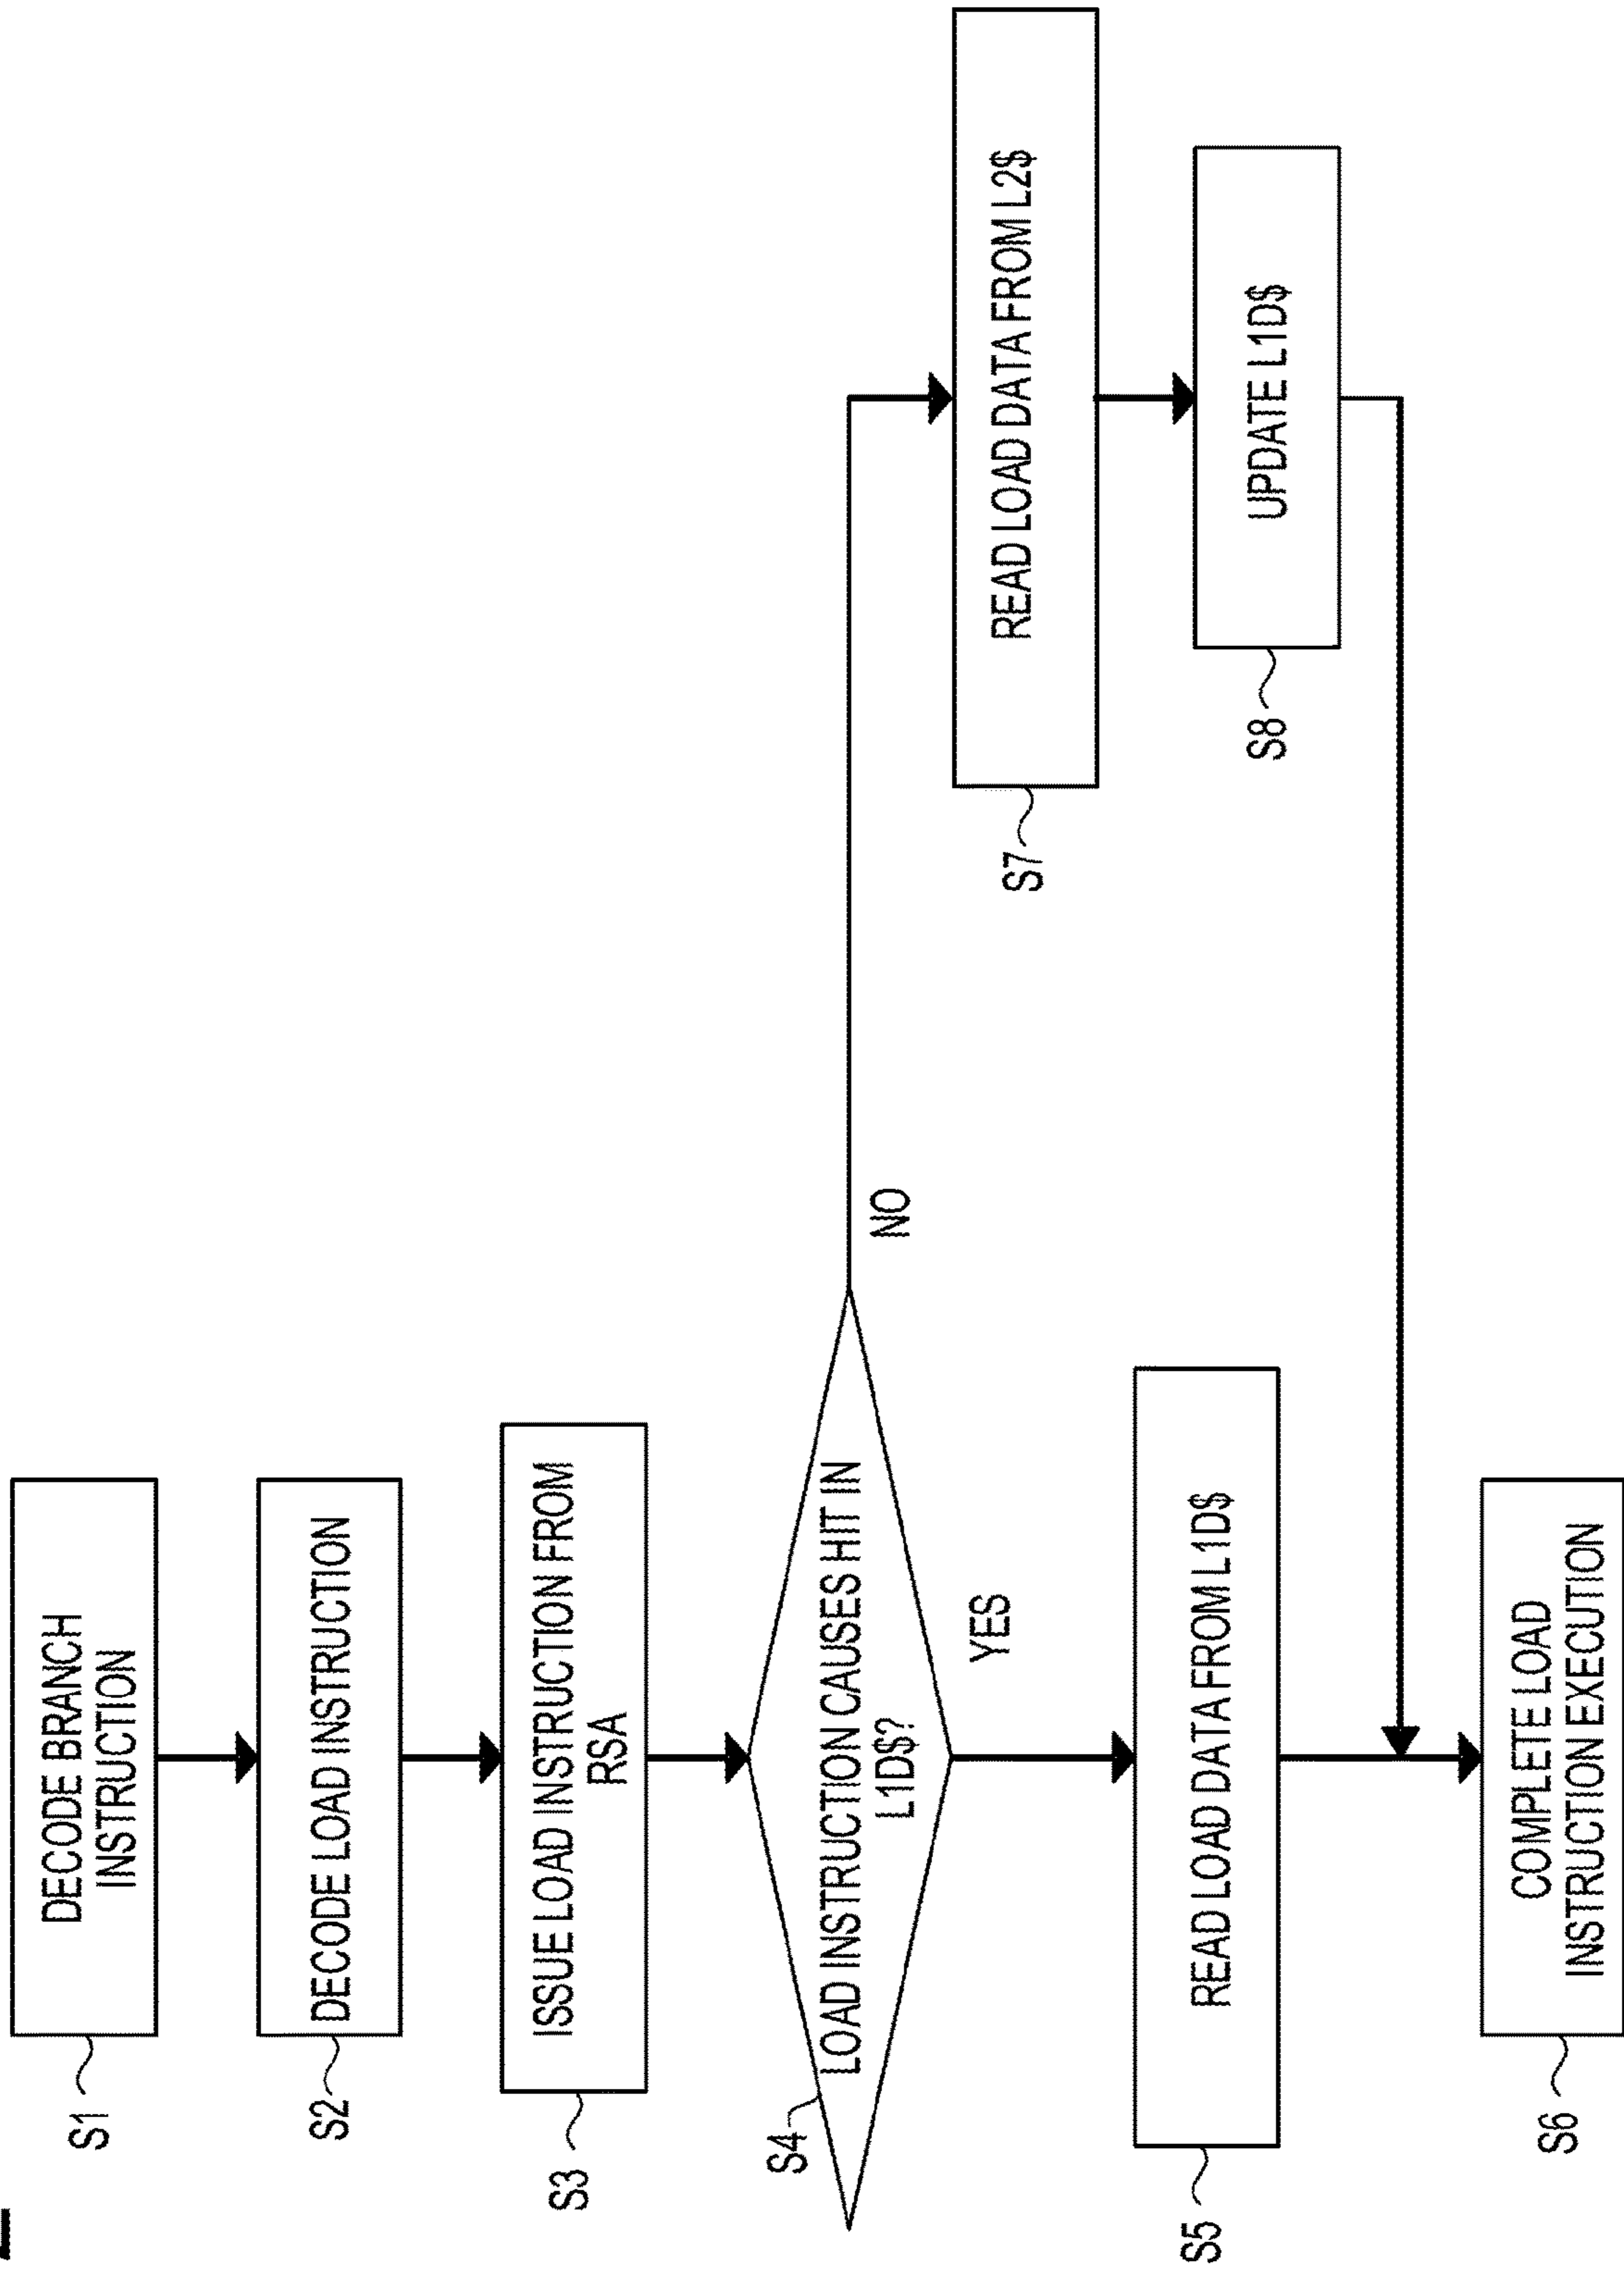 S1
DECODE BRANCH
INSTRUCTION
S2
DECODE LOAD INSTRUCTION
S3
ISSUE LOAD INSTRUCTION FROM
RSA
S4
LOAD INSTRUCTION CAUSES HIT IN
L1D$?
NO
YES
S5
READ LOAD DATA FROM L1D$
S7
READ LOAD DATA FROM L2$
S8
UPDATE L1D$
S6
COMPLETE LOAD
INSTRUCTION EXECUTION